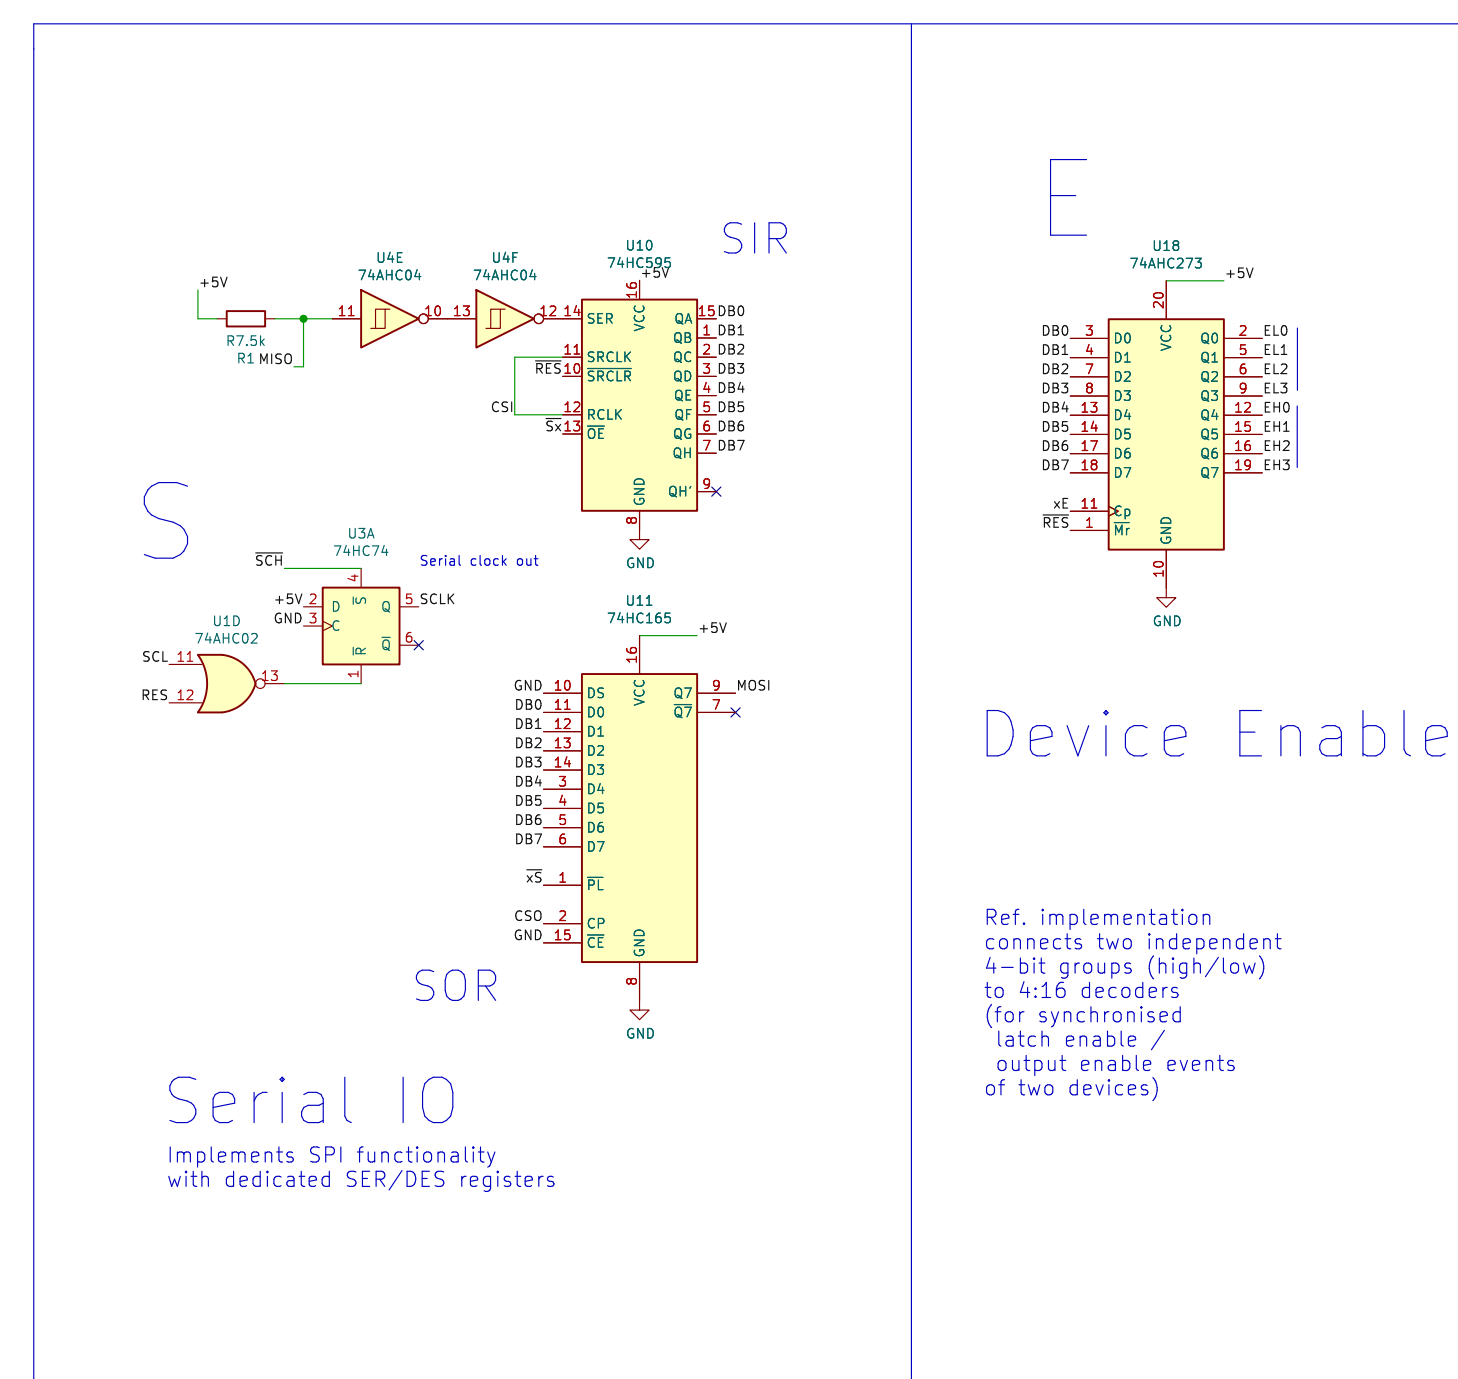 SIR
U4E
74AHC04
U4F
74AHC04
U10
74HC595
+5V
+5V
16
VCC
11
10
13
12
14
SER
QA
15
DB0
QB
1
DB1
11
SRCLK
QC
2
DB2
RES
10
SRCLR
QD
3
DB3
QE
4
DB4
CSI
12
RCLK
QF
5
DB5
Sx
13
OE
QG
6
DB6
QH
7
DB7
GND
QH'
9
8
GND
R7.5k
R1
MISO
S
U3A
74HC74
Serial clock out
SCH
4
+5V
2
D
S
Q
5
SCLK
GND
3
C
R
Q
6
1
U1D
74AHC02
SCL
11
13
RES
12
U11
74HC165
+5V
16
VCC
GND
10
DS
Q7
9
MOSI
DB0
11
D0
Q7
7
DB1
12
D1
DB2
13
D2
DB3
14
D3
DB4
3
D4
DB5
4
D5
DB6
5
D6
DB7
6
D7
xS
1
PL
CSO
2
CP
GND
15
CE
GND
8
GND
SOR
Serial IO
Implements SPI functionality
with dedicated SER/DES registers
E
U18
74AHC273
+5V
20
VCC
DB0
3
D0
Q0
2
EL0
DB1
4
D1
Q1
5
EL1
DB2
7
D2
Q2
6
EL2
DB3
8
D3
Q3
9
EL3
DB4
13
D4
Q4
12
EH0
DB5
14
D5
Q5
15
EH1
DB6
17
D6
Q6
16
EH2
DB7
18
D7
Q7
19
EH3
xE
11
Cp
RES
1
Mr
GND
10
GND
Device Enable
Ref. implementation
connects two independent
4-bit groups (high/low)
to 4:16 decoders
(for synchronised
latch enable /
output enable events
of two devices)